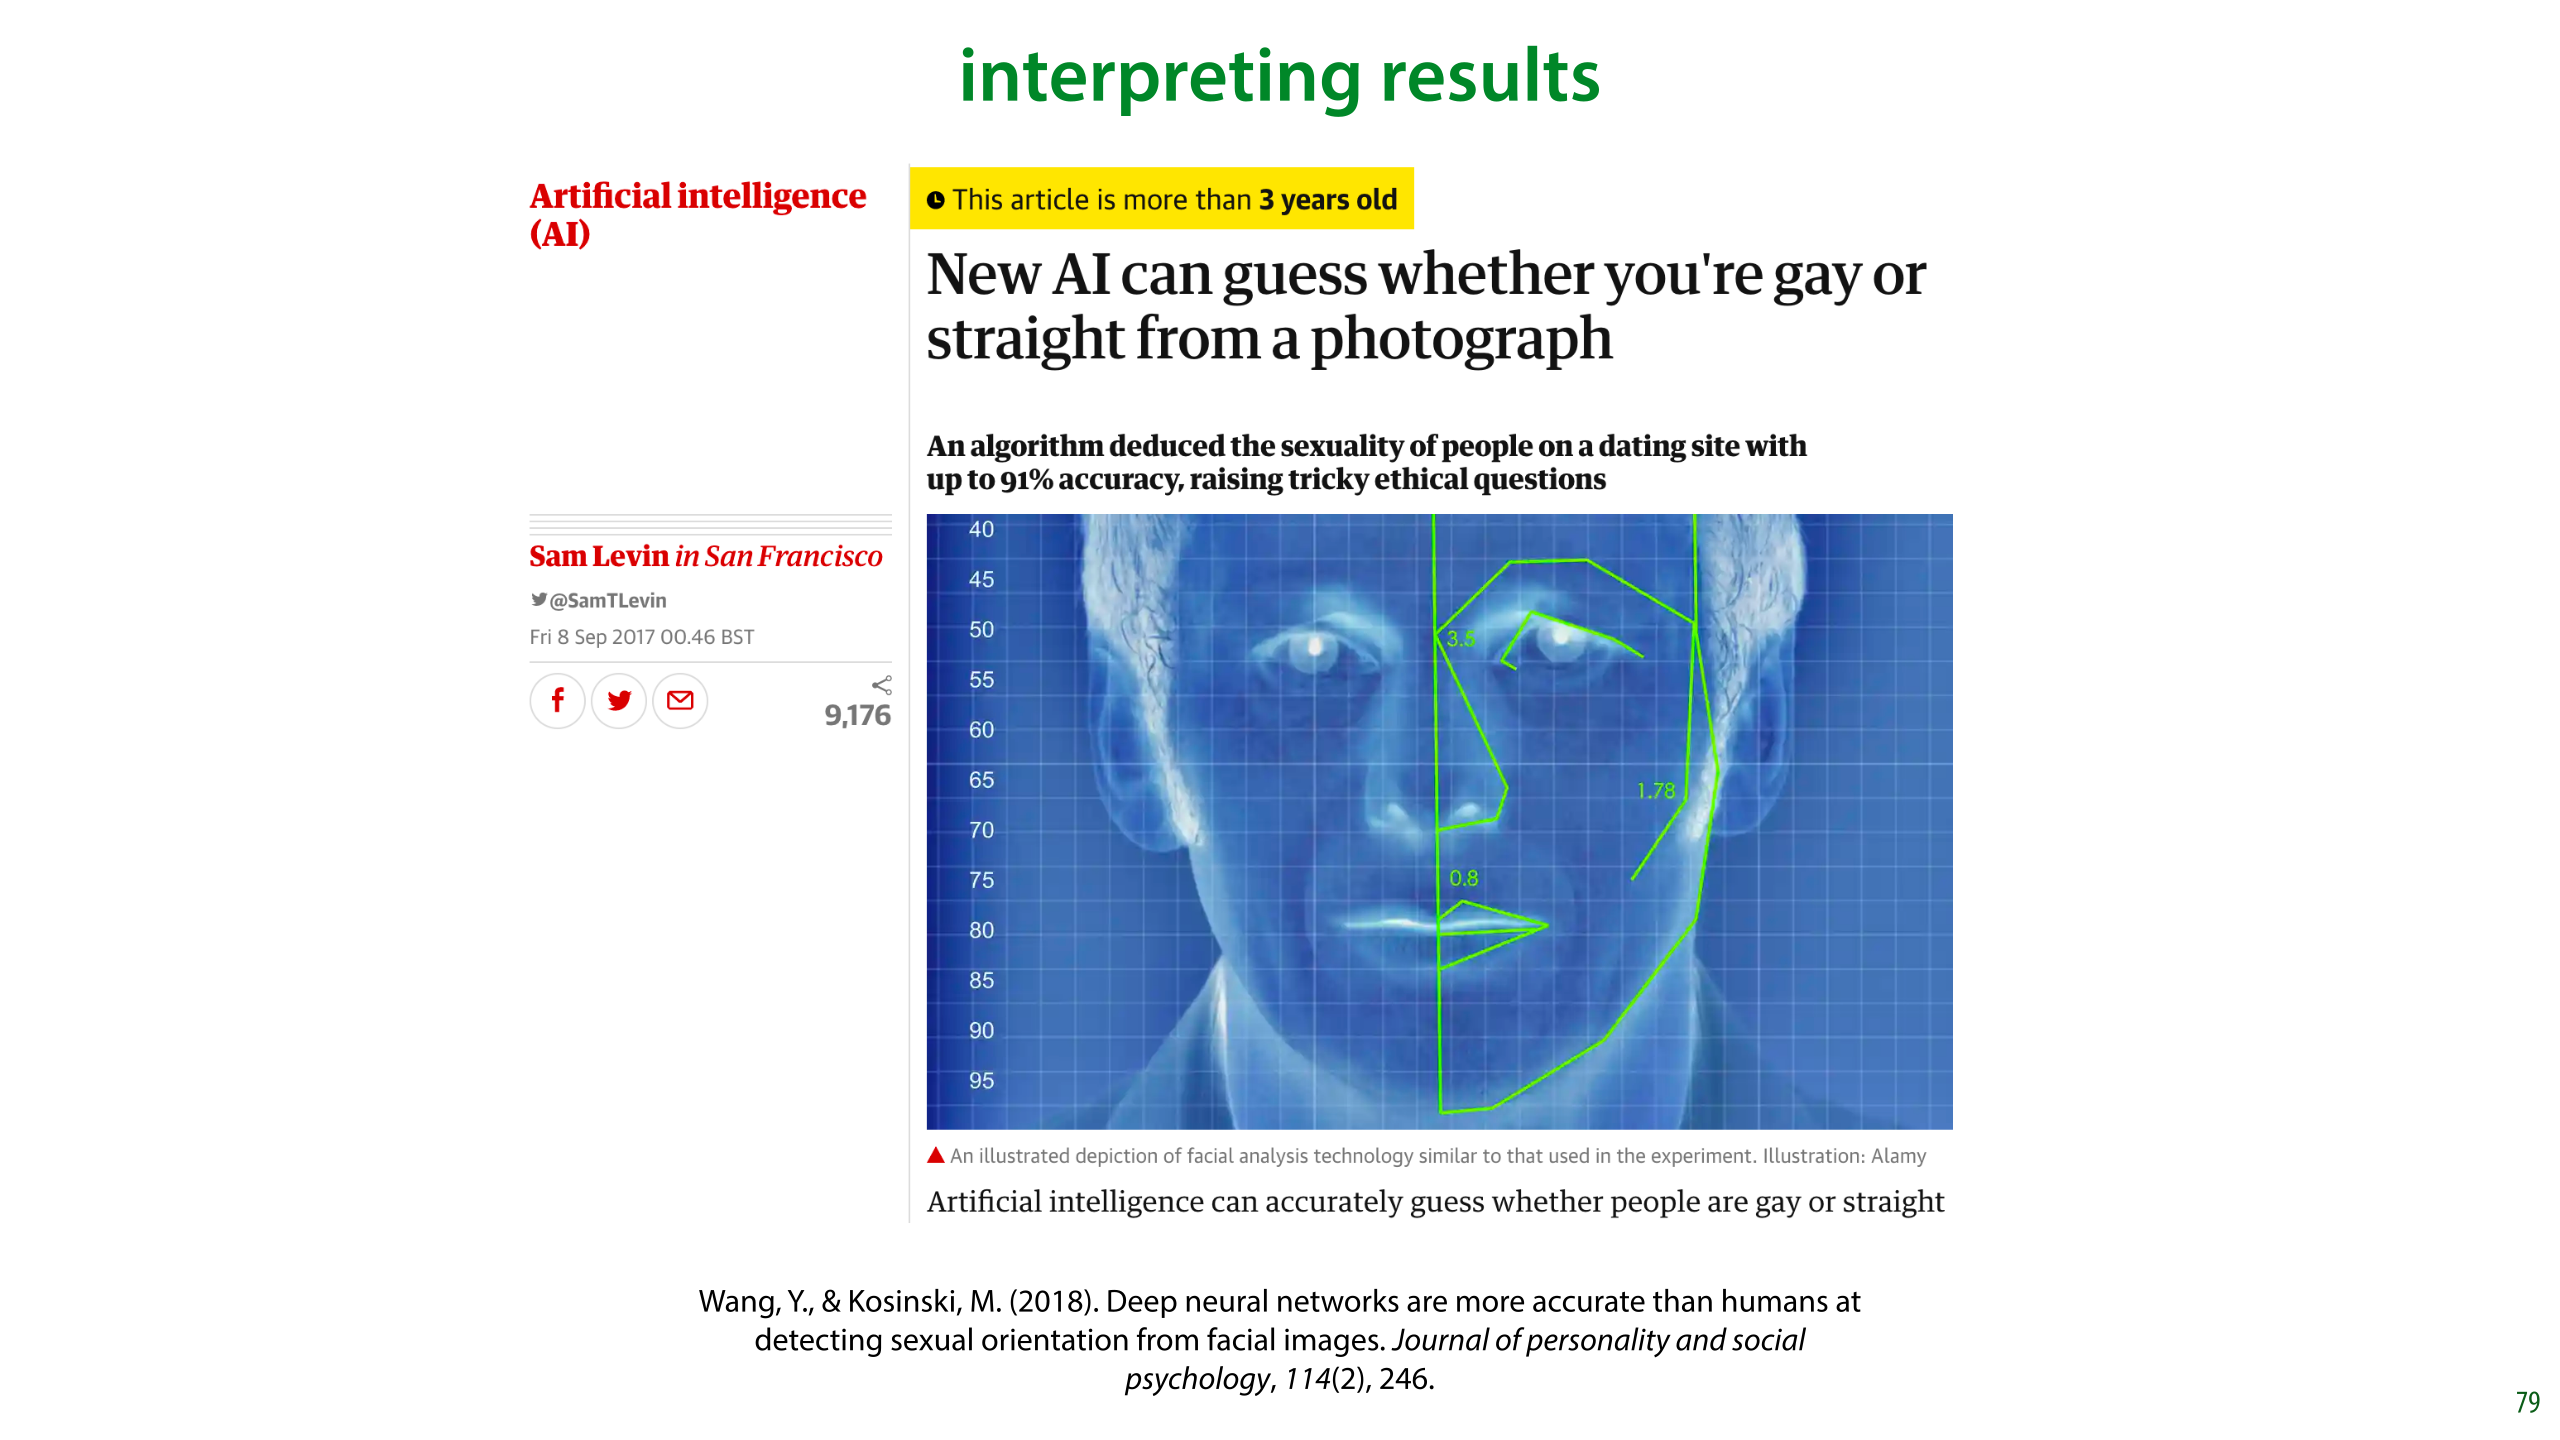 interpreting results
Artificial intelligence
(AI)
This article is more than 3 years old
New AI can guess whether you're gay or
straight from a photograph
An algorithm deduced the sexuality of people on a dating site with
up to 91% accuracy, raising tricky ethical questions
Sam Levin in San Francisco
@SamTLevin
Fri 8 Sep 2017 00.46 BST
9,176
40
45
50
55
60
65
70
75
80
85
90
95
3.5
1.78
0.8
An illustrated depiction of facial analysis technology similar to that used in the experiment. Illustration: Alamy
Artificial intelligence can accurately guess whether people are gay or straight
Wang, Y., & Kosinski, M. (2018). Deep neural networks are more accurate than humans at
detecting sexual orientation from facial images. Journal of personality and social
psychology, 114(2), 246.
79